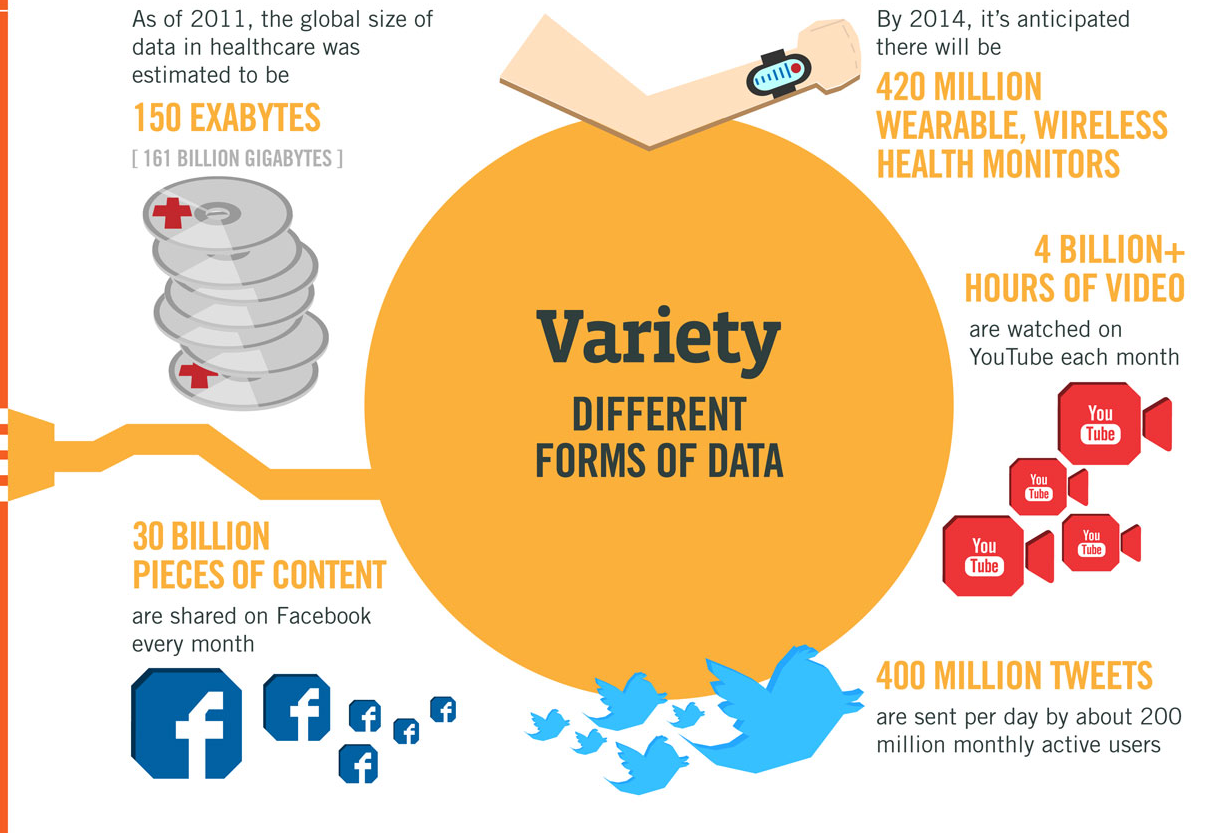 As of 2011, the global size of
data in healthcare was
estimated to be
150 EXABYTES
[ 161 BILLION GIGABYTES ]
By 2014, it’s anticipated
there will be
420 MILLION
WEARABLE, WIRELESS
HEALTH MONITORS
4 BILLION+
HOURS OF VIDEO
are watched on
YouTube each month
You
Tube
You
Tube
You
Tube
You
Tube
Variety
DIFFERENT
FORMS OF DATA
30 BILLION
PIECES OF CONTENT
are shared on Facebook
every month
f
f
f
f
f
f
400 MILLION TWEETS
are sent per day by about 200
million monthly active users